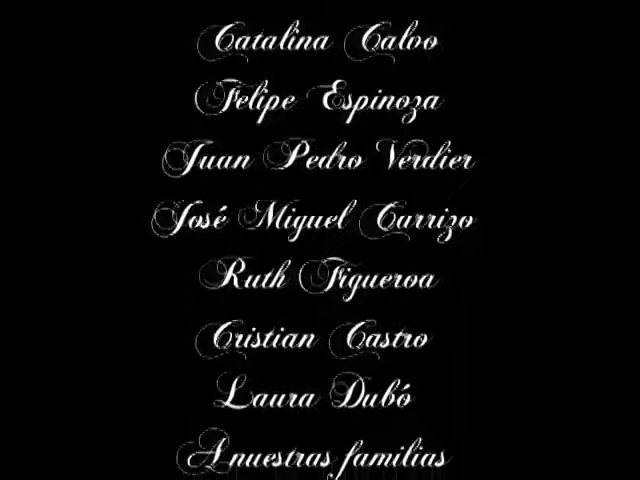 Catalina Calvo
Felipe Espinoza
Juan Pedro Verdier
José Miguel Carrizo
Ruth Figueroa
Cristian Castro
Laura Dubó
A nuestras familias